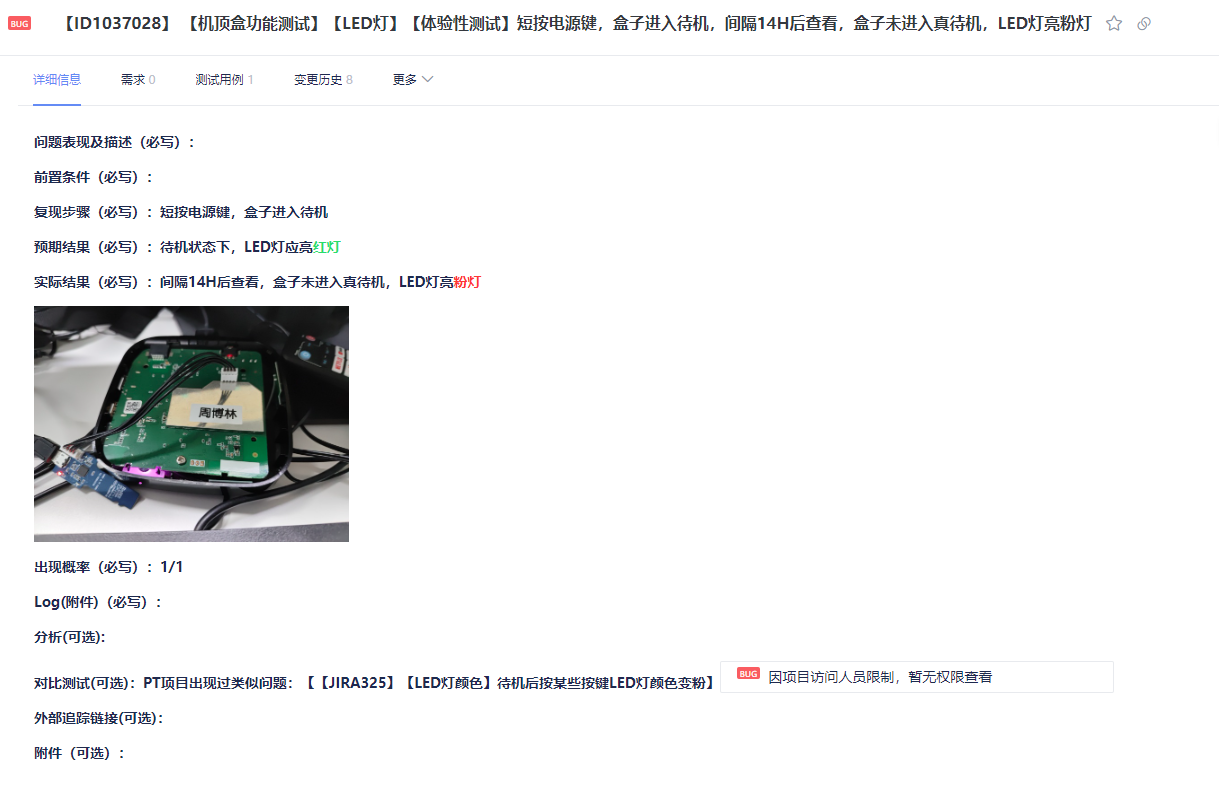 BUG 【ID1037028】 【机顶盒功能测试】【LED灯】【体验性测试】短按电源键，盒子进入待机，间隔14H后查看，盒子未进入真待机，LED灯亮粉灯
详细信息 需求 0 测试用例 1 变更历史 8 更多
问题表现及描述（必写）：
前置条件（必写）：
复现步骤（必写）：短按电源键，盒子进入待机
预期结果（必写）：待机状态下，LED灯应亮红灯
实际结果（必写）：间隔14H后查看，盒子未进入真待机，LED灯亮粉灯
周博林
出现概率（必写）：1/1
Log(附件)（必写）：
分析(可选):
对比测试(可选)：PT项目出现过类似问题：【【JIRA325】【LED灯颜色】待机后按某些按键LED灯颜色变粉】 BUG 因项目访问人员限制，暂无权限查看
外部追踪链接(可选)：
附件（可选）：